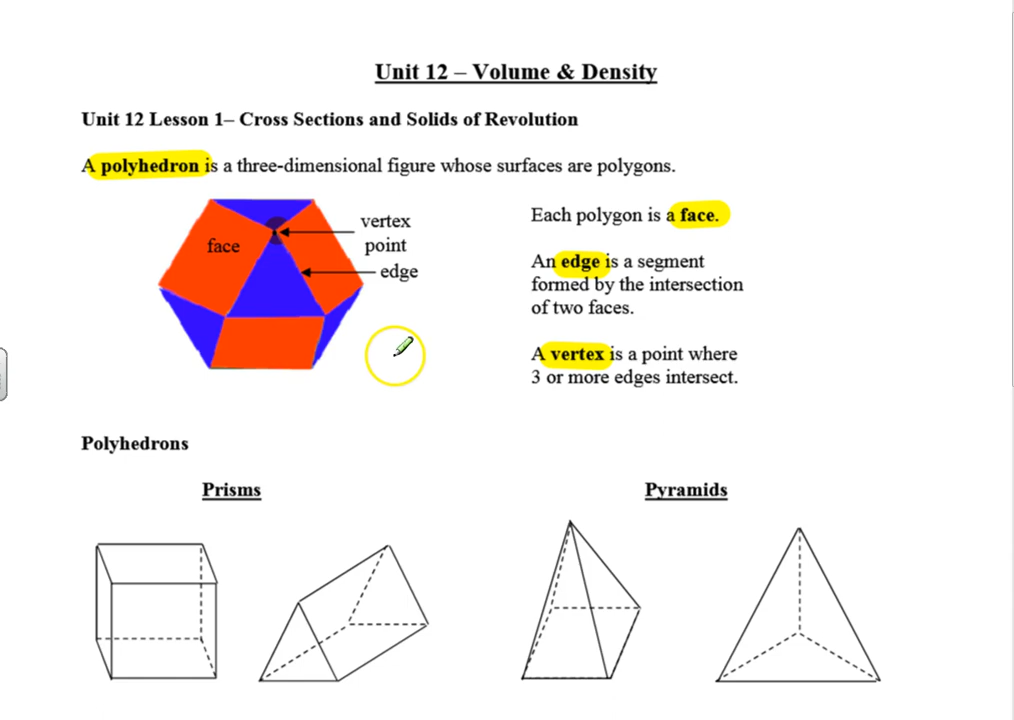 Unit 12 – Volume & Density
Unit 12 Lesson 1– Cross Sections and Solids of Revolution
A polyhedron is a three-dimensional figure whose surfaces are polygons.
face
vertex
point
edge
Each polygon is a face.
An edge is a segment
formed by the intersection
of two faces.
A vertex is a point where
3 or more edges intersect.
Polyhedrons
Prisms
Pyramids